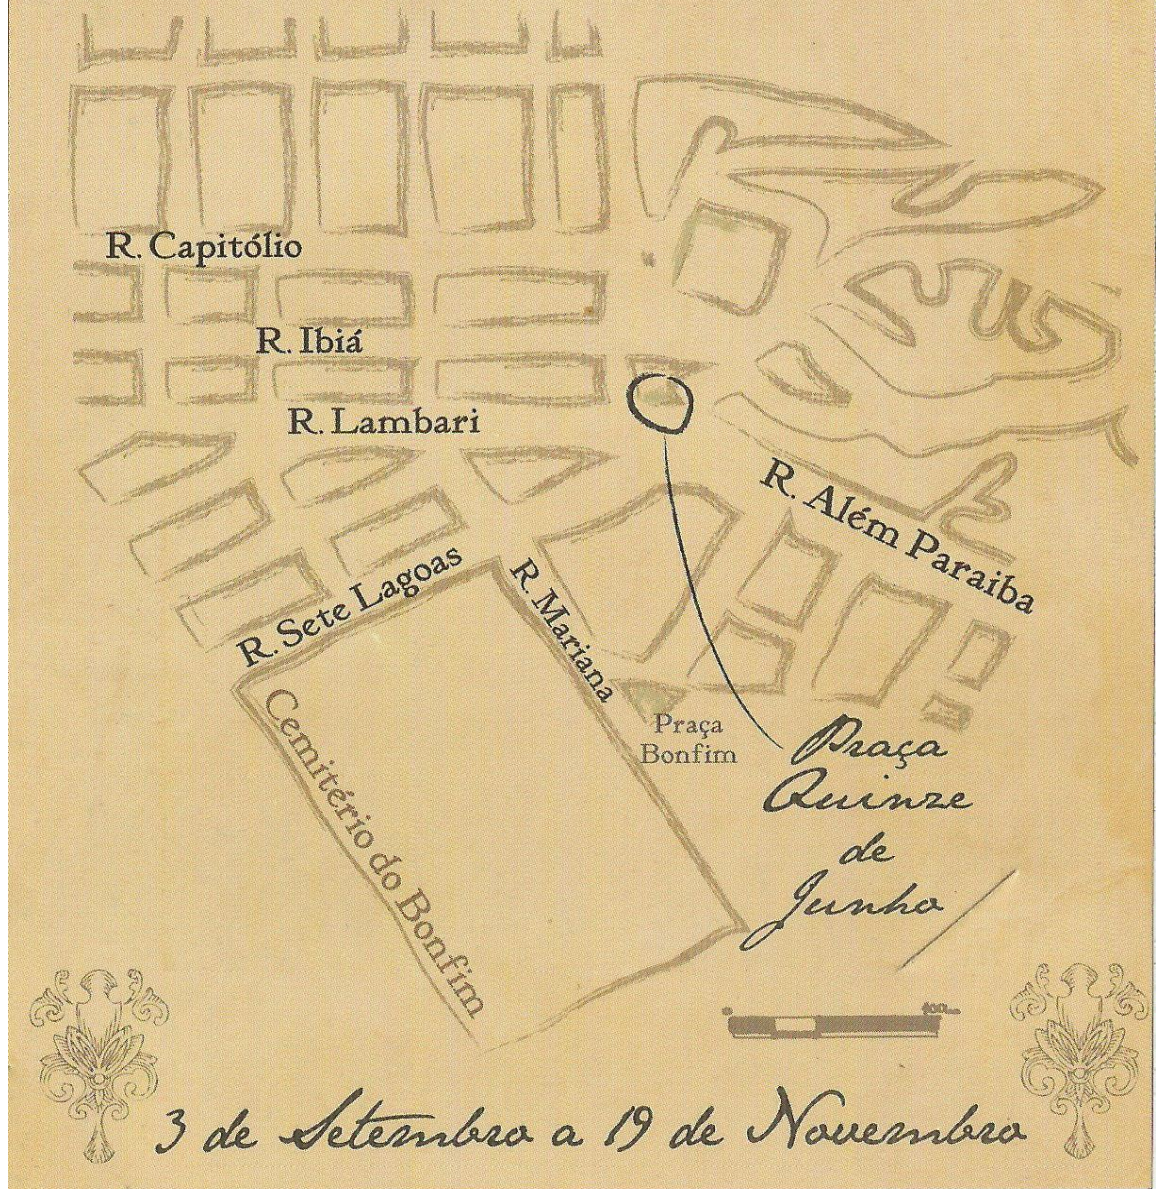 R. Capitólio
R. Ibiá
R. Lambari
R. Além Paraiba
R. Sete Lagoas
R. Mariana
Cemitério do Bonfim
Praça
Bonfim
Praça
Quinze
de
Junho
0
3 de Setembro a 19 de Novembro